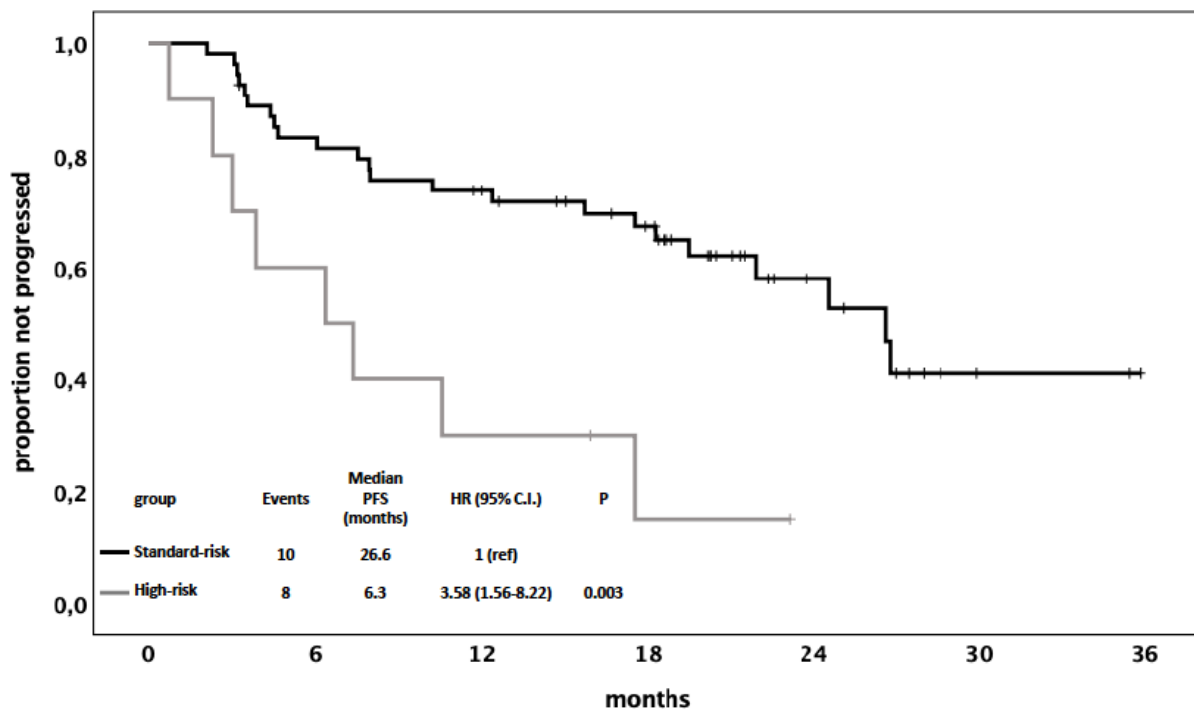 1,0
0,8
0,6
0,4
0,2
0,0
proportion not progressed
group Events Median PFS (months) HR (95% C.I.) P
Standard-risk 10 26.6 1 (ref)
High-risk 8 6.3 3.58 (1.56-8.22) 0.003
0 6 12 18 24 30 36
months